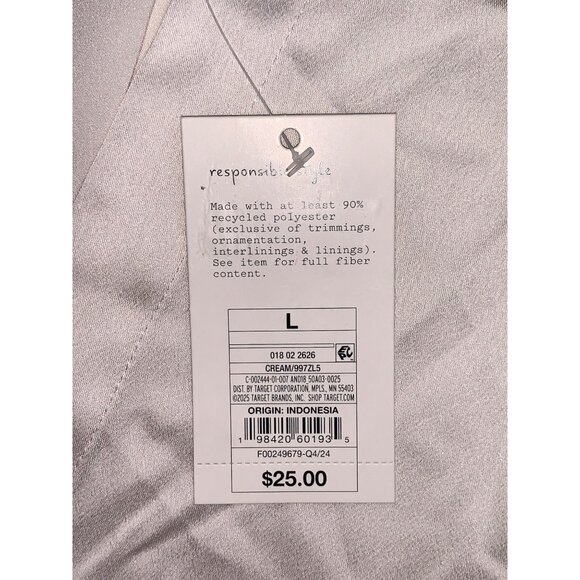 responsib style
Made with at least 90%
recycled polyester
(exclusive of trimmings,
ornamentation,
interlinings & linings).
See item for full fiber
content.
L
018 02 2626
CREAM/997ZL5
C-002444-01-007 AND18_50A03-0025
DIST. BY TARGET CORPORATION, MPLS., MN 55403
©2025 TARGET BRANDS, INC. SHOP TARGET.COM
ORIGIN: INDONESIA
1 98420 60193 5
F00249679-Q4/24
$25.00